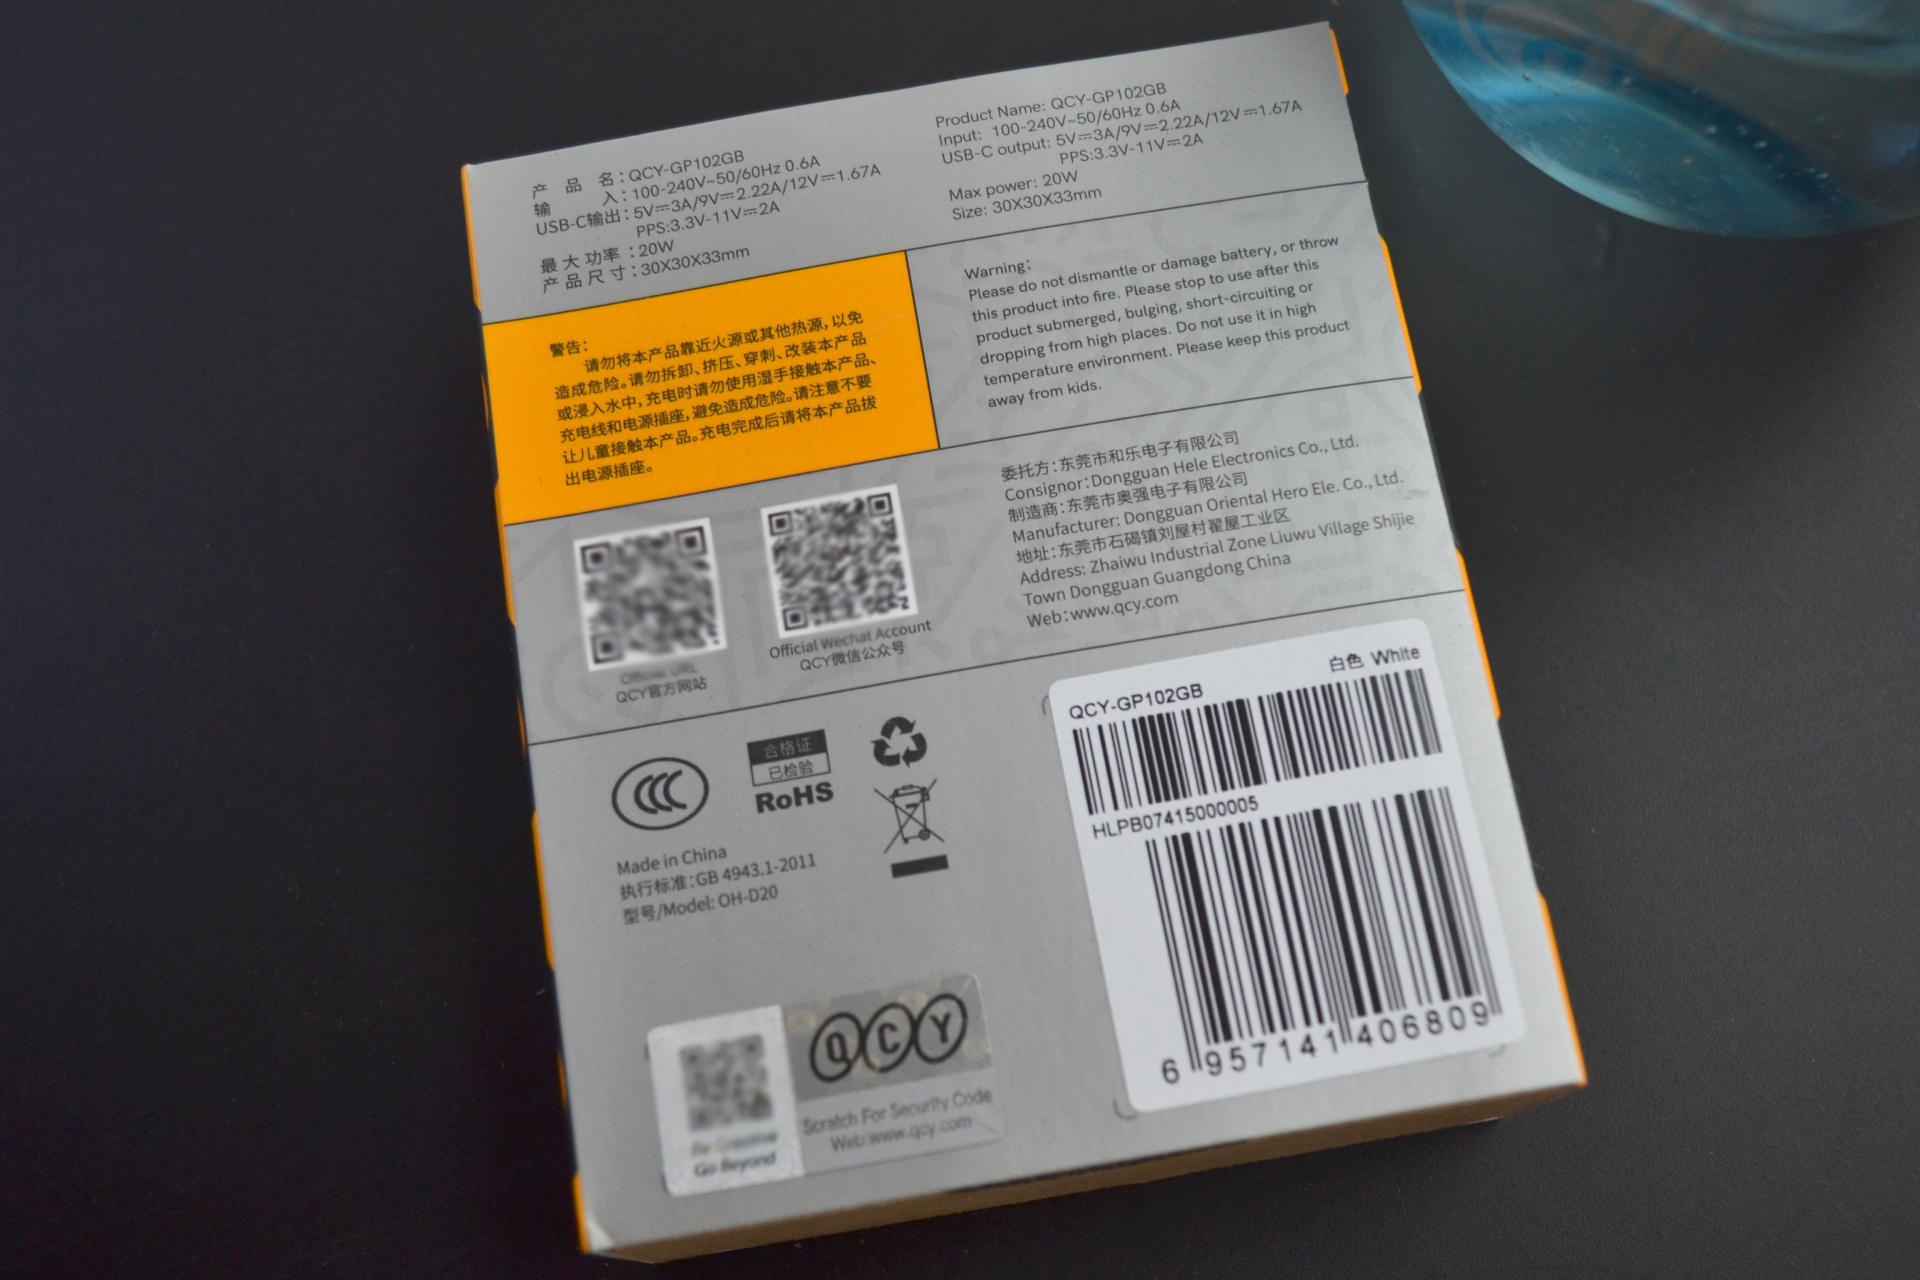 产 品 名：QCY-GP102GB
输 入：100-240V~50/60Hz 0.6A
USB-C输出：5V⎓3A/9V⎓2.22A/12V⎓1.67A
PPS:3.3V-11V⎓2A
最 大 功 率 ：20W
产 品 尺 寸：30X30X33mm
Product Name: QCY-GP102GB
Input: 100-240V~50/60Hz 0.6A
USB-C output: 5V⎓3A/9V⎓2.22A/12V⎓1.67A
PPS:3.3V-11V⎓2A
Max power: 20W
Size: 30X30X33mm
警告：
请勿将本产品靠近火源或其他热源，以免
造成危险。请勿拆卸、挤压、穿刺、改装本产品
或浸入水中，充电时请勿使用湿手接触本产品、
充电线和电源插座，避免造成危险。请注意不要
让儿童接触本产品。充电完成后请将本产品拔
出电源插座。
Warning:
Please do not dismantle or damage battery, or throw
this product into fire. Please stop to use after this
product submerged, bulging, short-circuiting or
dropping from high places. Do not use it in high
temperature environment. Please keep this product
away from kids.
Official URL
QCY官方网站
Official Wechat Account
QCY微信公众号
委托方：东莞市和乐电子有限公司
Consignor：Dongguan Hele Electronics Co., Ltd.
制造商：东莞市奥强电子有限公司
Manufacturer: Dongguan Oriental Hero Ele. Co., Ltd.
地址：东莞市石碣镇刘屋村翟屋工业区
Address: Zhaiwu Industrial Zone Liuwu Village Shijie
Town Dongguan Guangdong China
Web：www.qcy.com
合格证
已检验
RoHS
Made in China
执行标准：GB 4943.1-2011
型号/Model: OH-D20
QCY-GP102GB 白色 White
HLPB07415000005
6 957141 406809
QCY
Scratch For Security Code
Web:www.qcy.com
Be Creative
Go Beyond